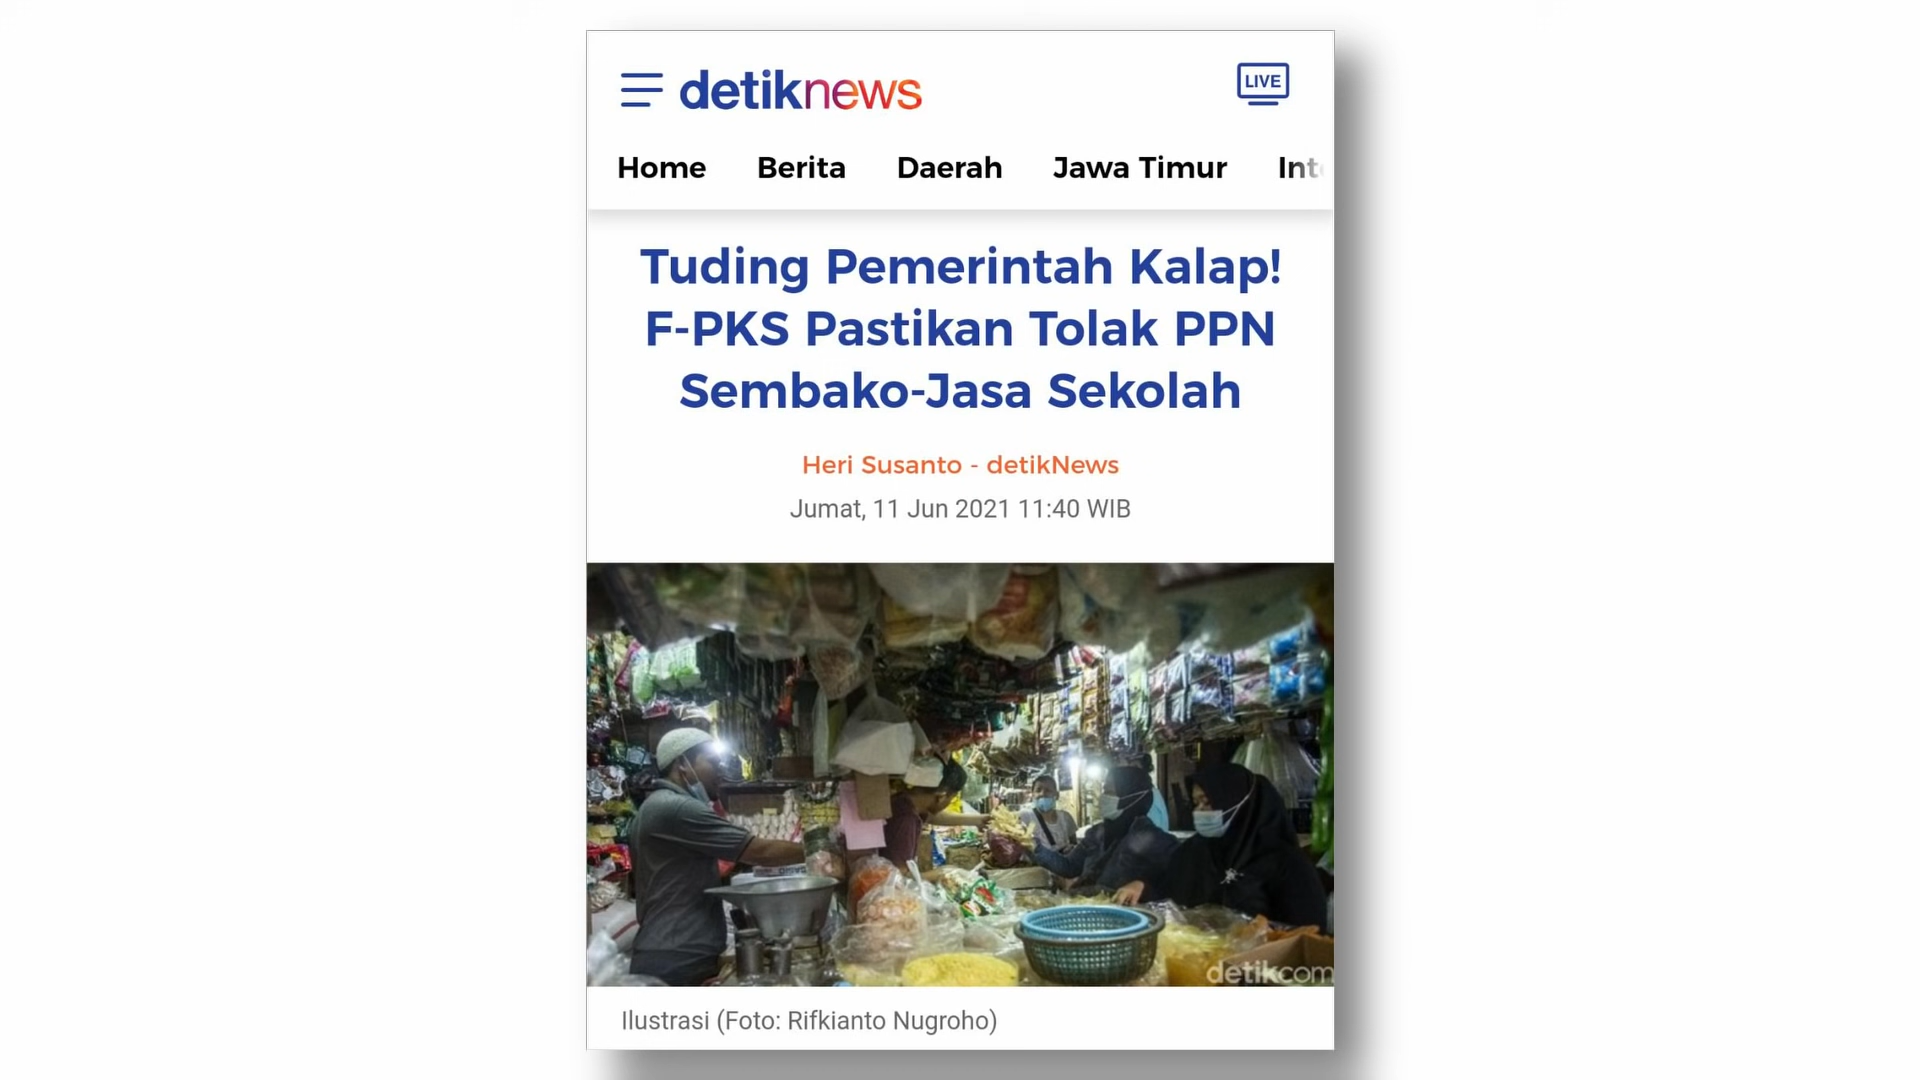 detiknews
LIVE
Home Berita Daerah Jawa Timur Int
Tuding Pemerintah Kalap!
F-PKS Pastikan Tolak PPN
Sembako-Jasa Sekolah
Heri Susanto - detikNews
Jumat, 11 Jun 2021 11:40 WIB
detikcom
Ilustrasi (Foto: Rifkianto Nugroho)